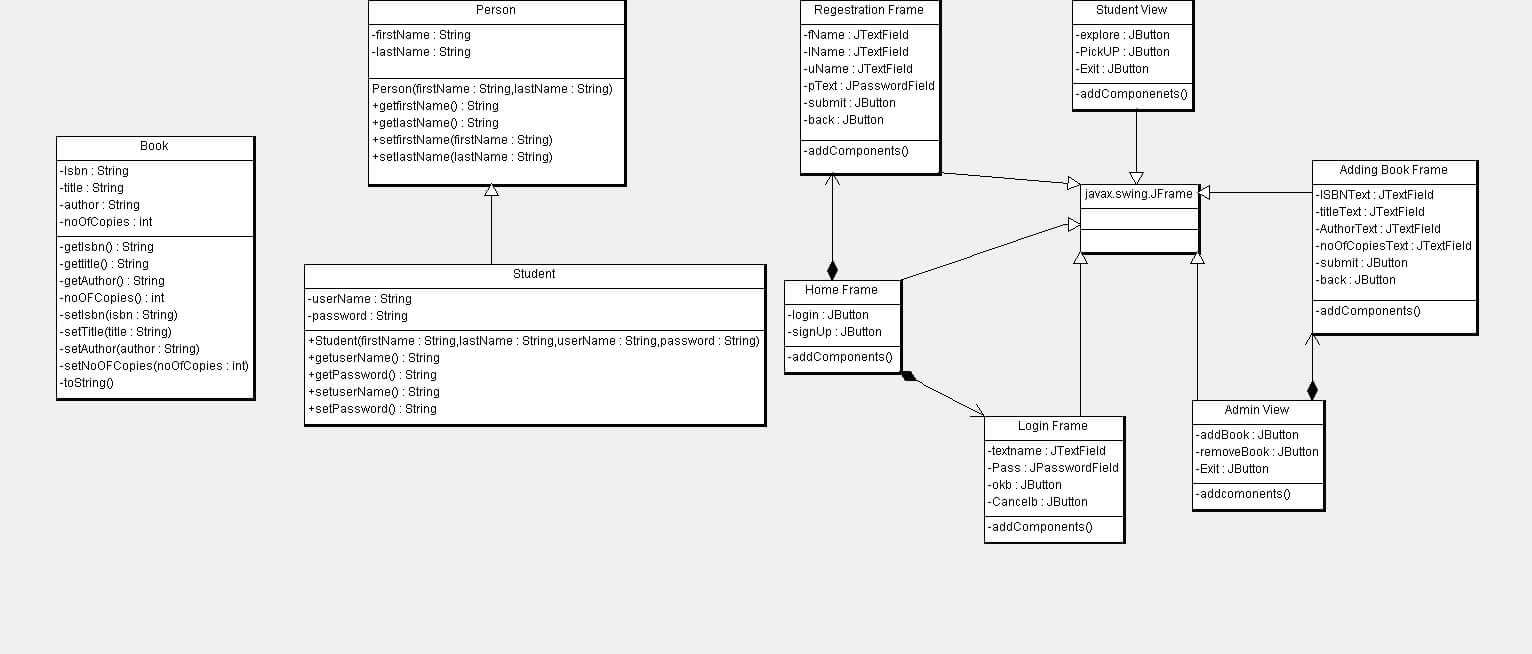 Person
-firstName : String
-lastName : String
Person(firstName : String,lastName : String)
+getfirstName() : String
+getlastName() : String
+setfirstName(firstName : String)
+setlastName(lastName : String)
Regestration Frame
-fName : JTextField
-lName : JTextField
-uName : JTextField
-pText : JPasswordField
-submit : JButton
-back : JButton
-addComponents()
Student View
-explore : JButton
-PickUP : JButton
-Exit : JButton
-addComponenets()
Book
-Isbn : String
-title : String
-author : String
-noOfCopies : int
-getIsbn() : String
-gettitle() : String
-getAuthor() : String
-noOFCopies() : int
-setIsbn(isbn : String)
-setTitle(title : String)
-setAuthor(author : String)
-setNoOFCopies(noOfCopies : int)
-toString()
javax.swing.JFrame
Adding Book Frame
-ISBNText : JTextField
-titleText : JTextField
-AuthorText : JTextField
-noOfCopiesText : JTextField
-submit : JButton
-back : JButton
-addComponents()
Student
-userName : String
-password : String
+Student(firstName : String,lastName : String,userName : String,password : String)
+getuserName() : String
+getPassword() : String
+setuserName() : String
+setPassword() : String
Home Frame
-login : JButton
-signUp : JButton
-addComponents()
Login Frame
-textname : JTextField
-Pass : JPasswordField
-okb : JButton
-Cancelb : JButton
-addComponents()
Admin View
-addBook : JButton
-removeBook : JButton
-Exit : JButton
-addcomonents()